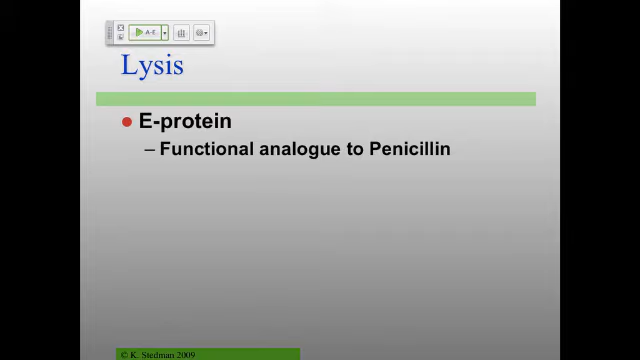 A-E
Lysis
E-protein
– Functional analogue to Penicillin
© K. Stedman 2009